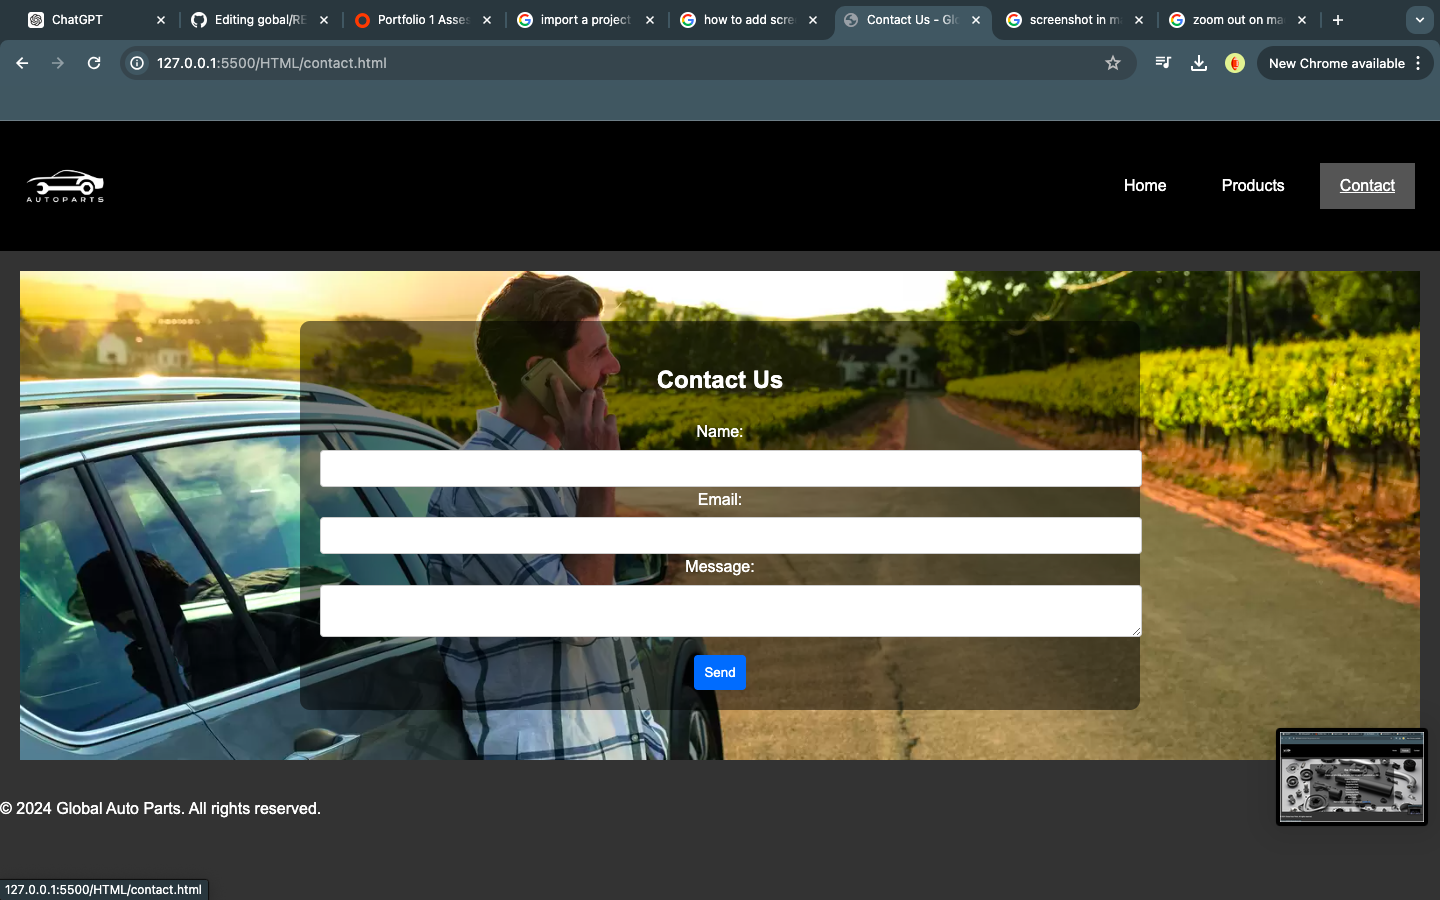 ChatGPT
Editing gobal/RE
Portfolio 1 Asses
import a project
how to add scre
Contact Us - Glo
screenshot in ma
zoom out on ma
127.0.0.1:5500/HTML/contact.html
New Chrome available
AUTOPARTS
Home
Products
Contact
Contact Us
Name:
Email:
Message:
Send
© 2024 Global Auto Parts. All rights reserved.
127.0.0.1:5500/HTML/contact.html